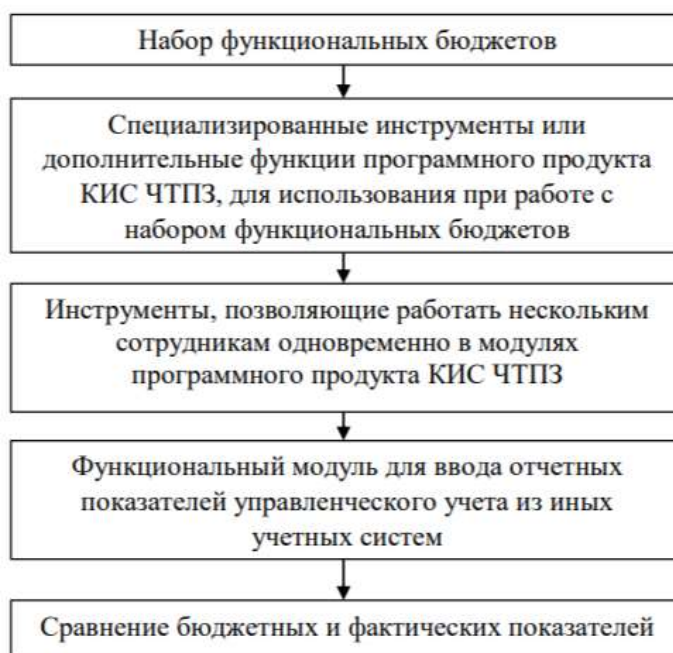 Набор функциональных бюджетов
Специализированные инструменты или
дополнительные функции программного продукта
КИС ЧТПЗ, для использования при работе с
набором функциональных бюджетов
Инструменты, позволяющие работать нескольким
сотрудникам одновременно в модулях
программного продукта КИС ЧТПЗ
Функциональный модуль для ввода отчетных
показателей управленческого учета из иных
учетных систем
Сравнение бюджетных и фактических показателей